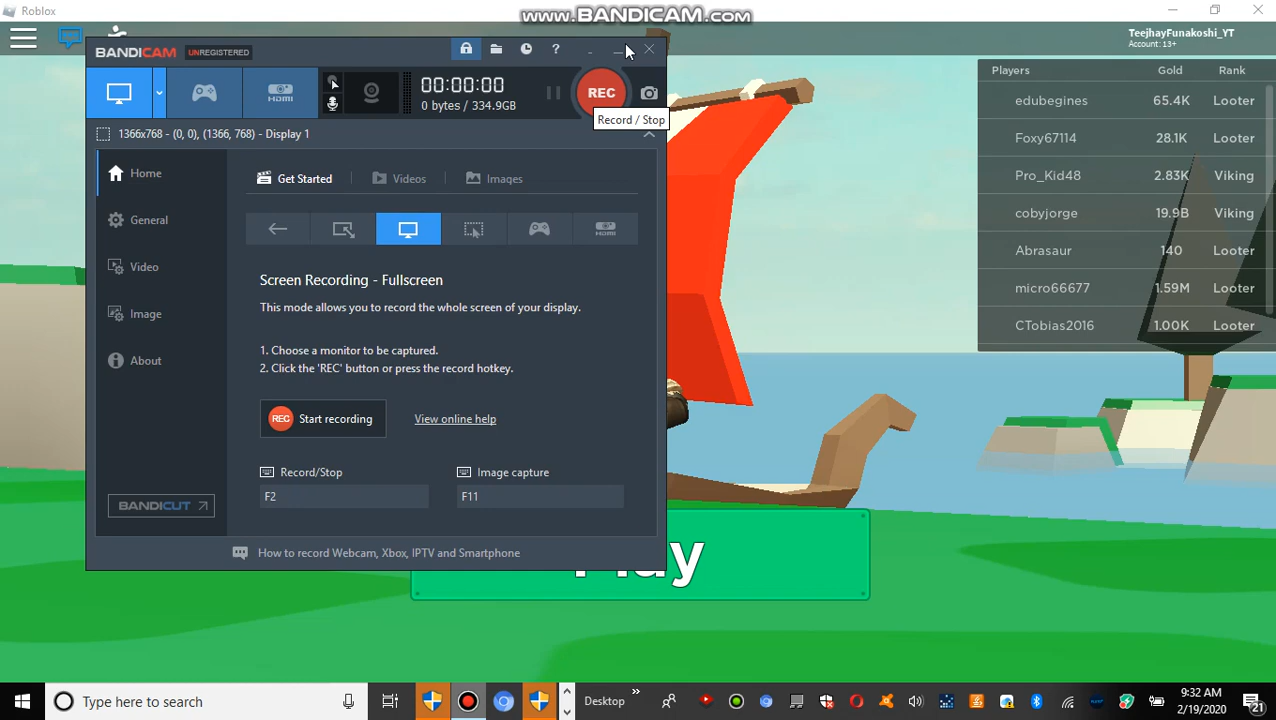 Roblox
www.BANDICAM.com
TeejhayFunakoshi_YT
Account: 13+
BANDICAM UNREGISTERED
00:00:00
0 bytes / 334.9GB
HDMI
REC
Record / Stop
1366x768 - (0, 0), (1366, 768) - Display 1
Players Gold Rank
edubegines 65.4K Looter
Foxy67114 28.1K Looter
Pro_Kid48 2.83K Viking
cobyjorge 19.9B Viking
Abrasaur 140 Looter
micro66677 1.59M Looter
CTobias2016 1.00K Looter
Home
General
Video
Image
About
BANDICUT
Get Started
Videos
Images
HDMI
Screen Recording - Fullscreen
This mode allows you to record the whole screen of your display.
1. Choose a monitor to be captured.
2. Click the 'REC' button or press the record hotkey.
REC Start recording
View online help
Record/Stop
Image capture
F2
F11
How to record Webcam, Xbox, IPTV and Smartphone
Play
Type here to search
Desktop
9:32 AM
2/19/2020
21